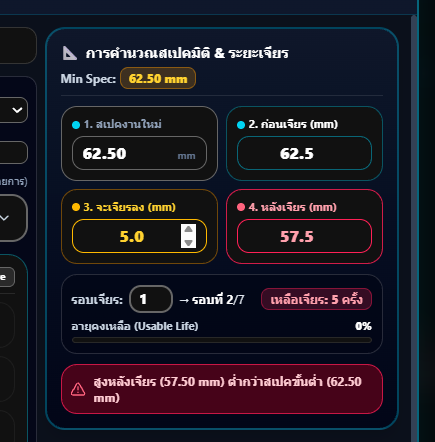 การคำนวณสเปคมิติ & ระยะเจียร
Min Spec: 62.50 mm
1. สเปคงานใหม่
2. ก่อนเจียร (mm)
62.50 mm
62.5
ายการ)
3. จะเจียรลง (mm)
4. หลังเจียร (mm)
5.0
57.5
รอบเจียร: 1 → รอบที่ 2/7 เหลือเจียร: 5 ครั้ง
อายุคงเหลือ (Usable Life) 0%
สูงหลังเจียร (57.50 mm) ต่ำกว่าสเปคขั้นต่ำ (62.50
mm)